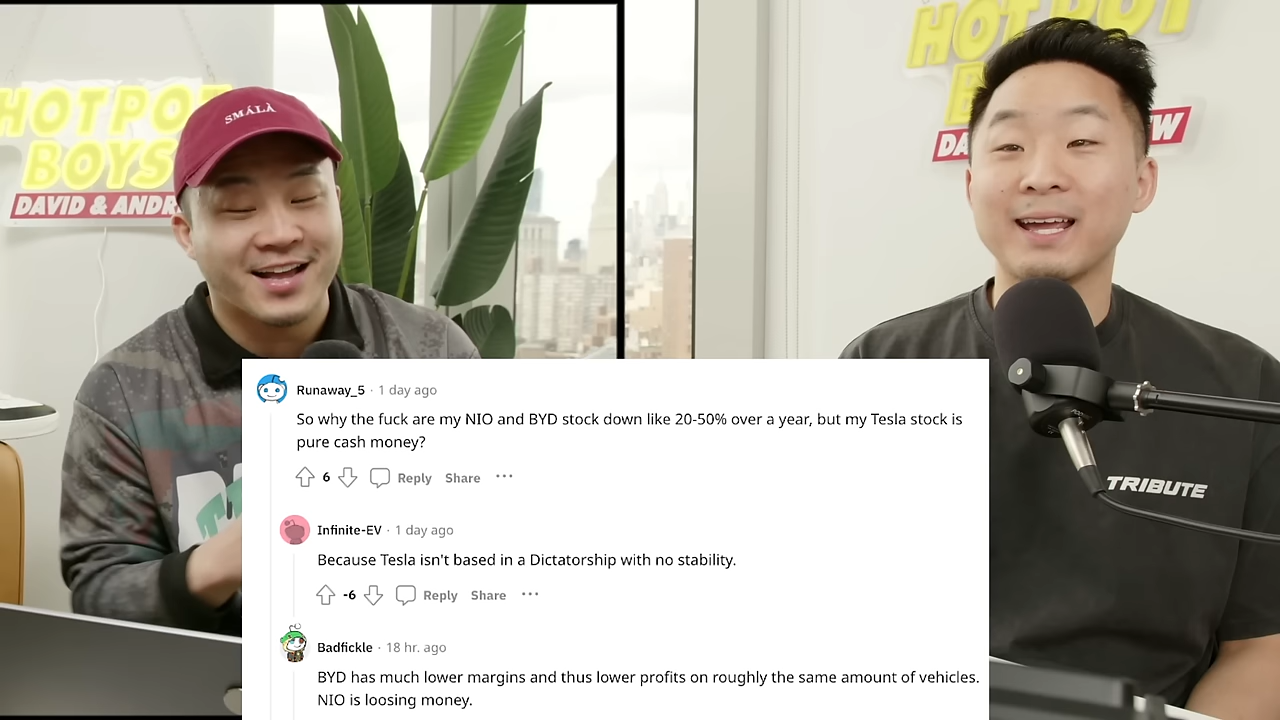 HOT POT
BOYS
DAVID & ANDR
SMÁLÀ
HOT POT
B
DA
W
TRIBUTE
Runaway_5 · 1 day ago
So why the fuck are my NIO and BYD stock down like 20-50% over a year, but my Tesla stock is
pure cash money?
6 Reply Share ···
Infinite-EV · 1 day ago
Because Tesla isn't based in a Dictatorship with no stability.
-6 Reply Share ···
Badfickle · 18 hr. ago
BYD has much lower margins and thus lower profits on roughly the same amount of vehicles.
NIO is loosing money.